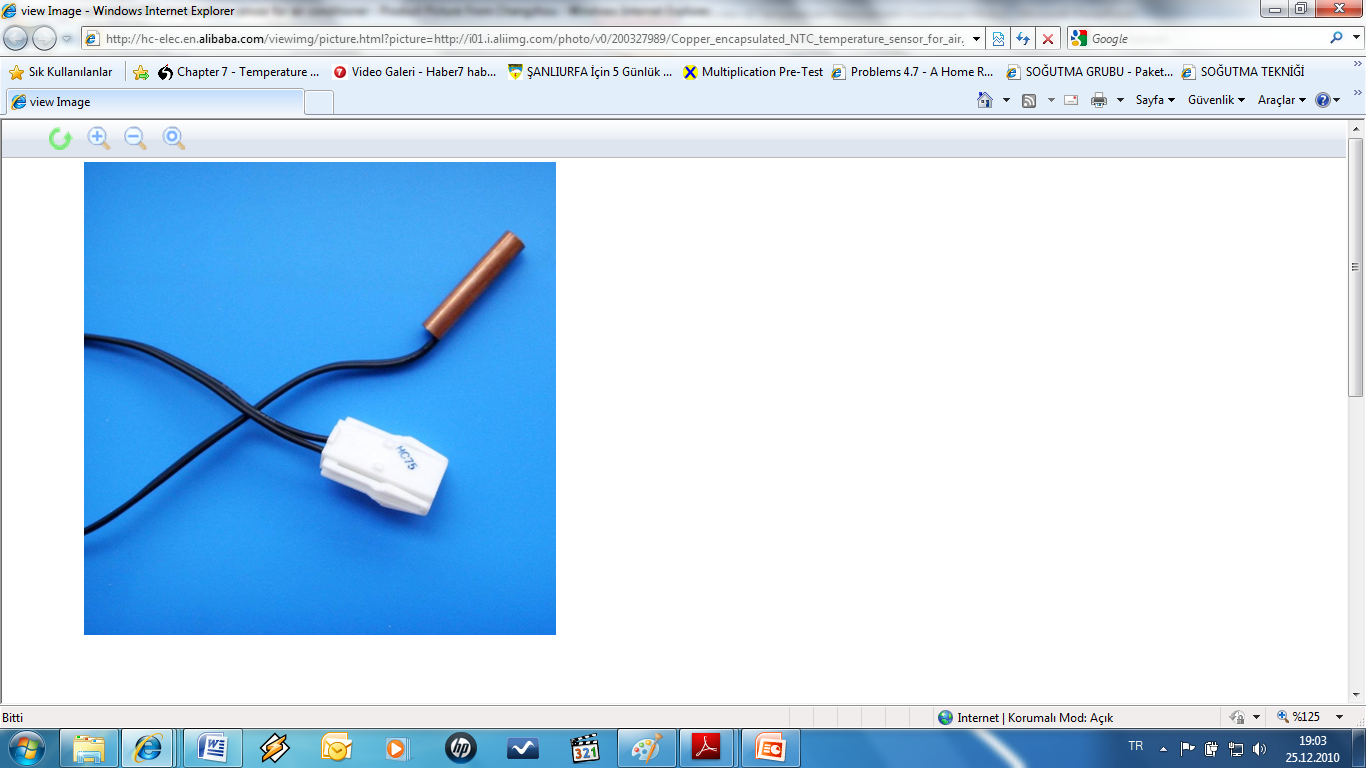 view Image - Windows Internet Explorer
http://hc-elec.en.alibaba.com/viewimg/picture.html?picture=http://i01.i.aliimg.com/photo/v0/200327989/Copper_encapsulated_NTC_temperature_sensor_for_air.
Google
Sık Kullanılanlar
Chapter 7 - Temperature ...
Video Galeri - Haber7 hab...
ŞANLIURFA İçin 5 Günlük ...
Multiplication Pre-Test
Problems 4.7 - A Home R...
SOĞUTMA GRUBU - Paket...
SOĞUTMA TEKNİĞİ
view Image
Sayfa
Güvenlik
Araçlar
HC75
Bitti
Internet | Korumalı Mod: Açık
%125
hp
321
TR
19:03
25.12.2010